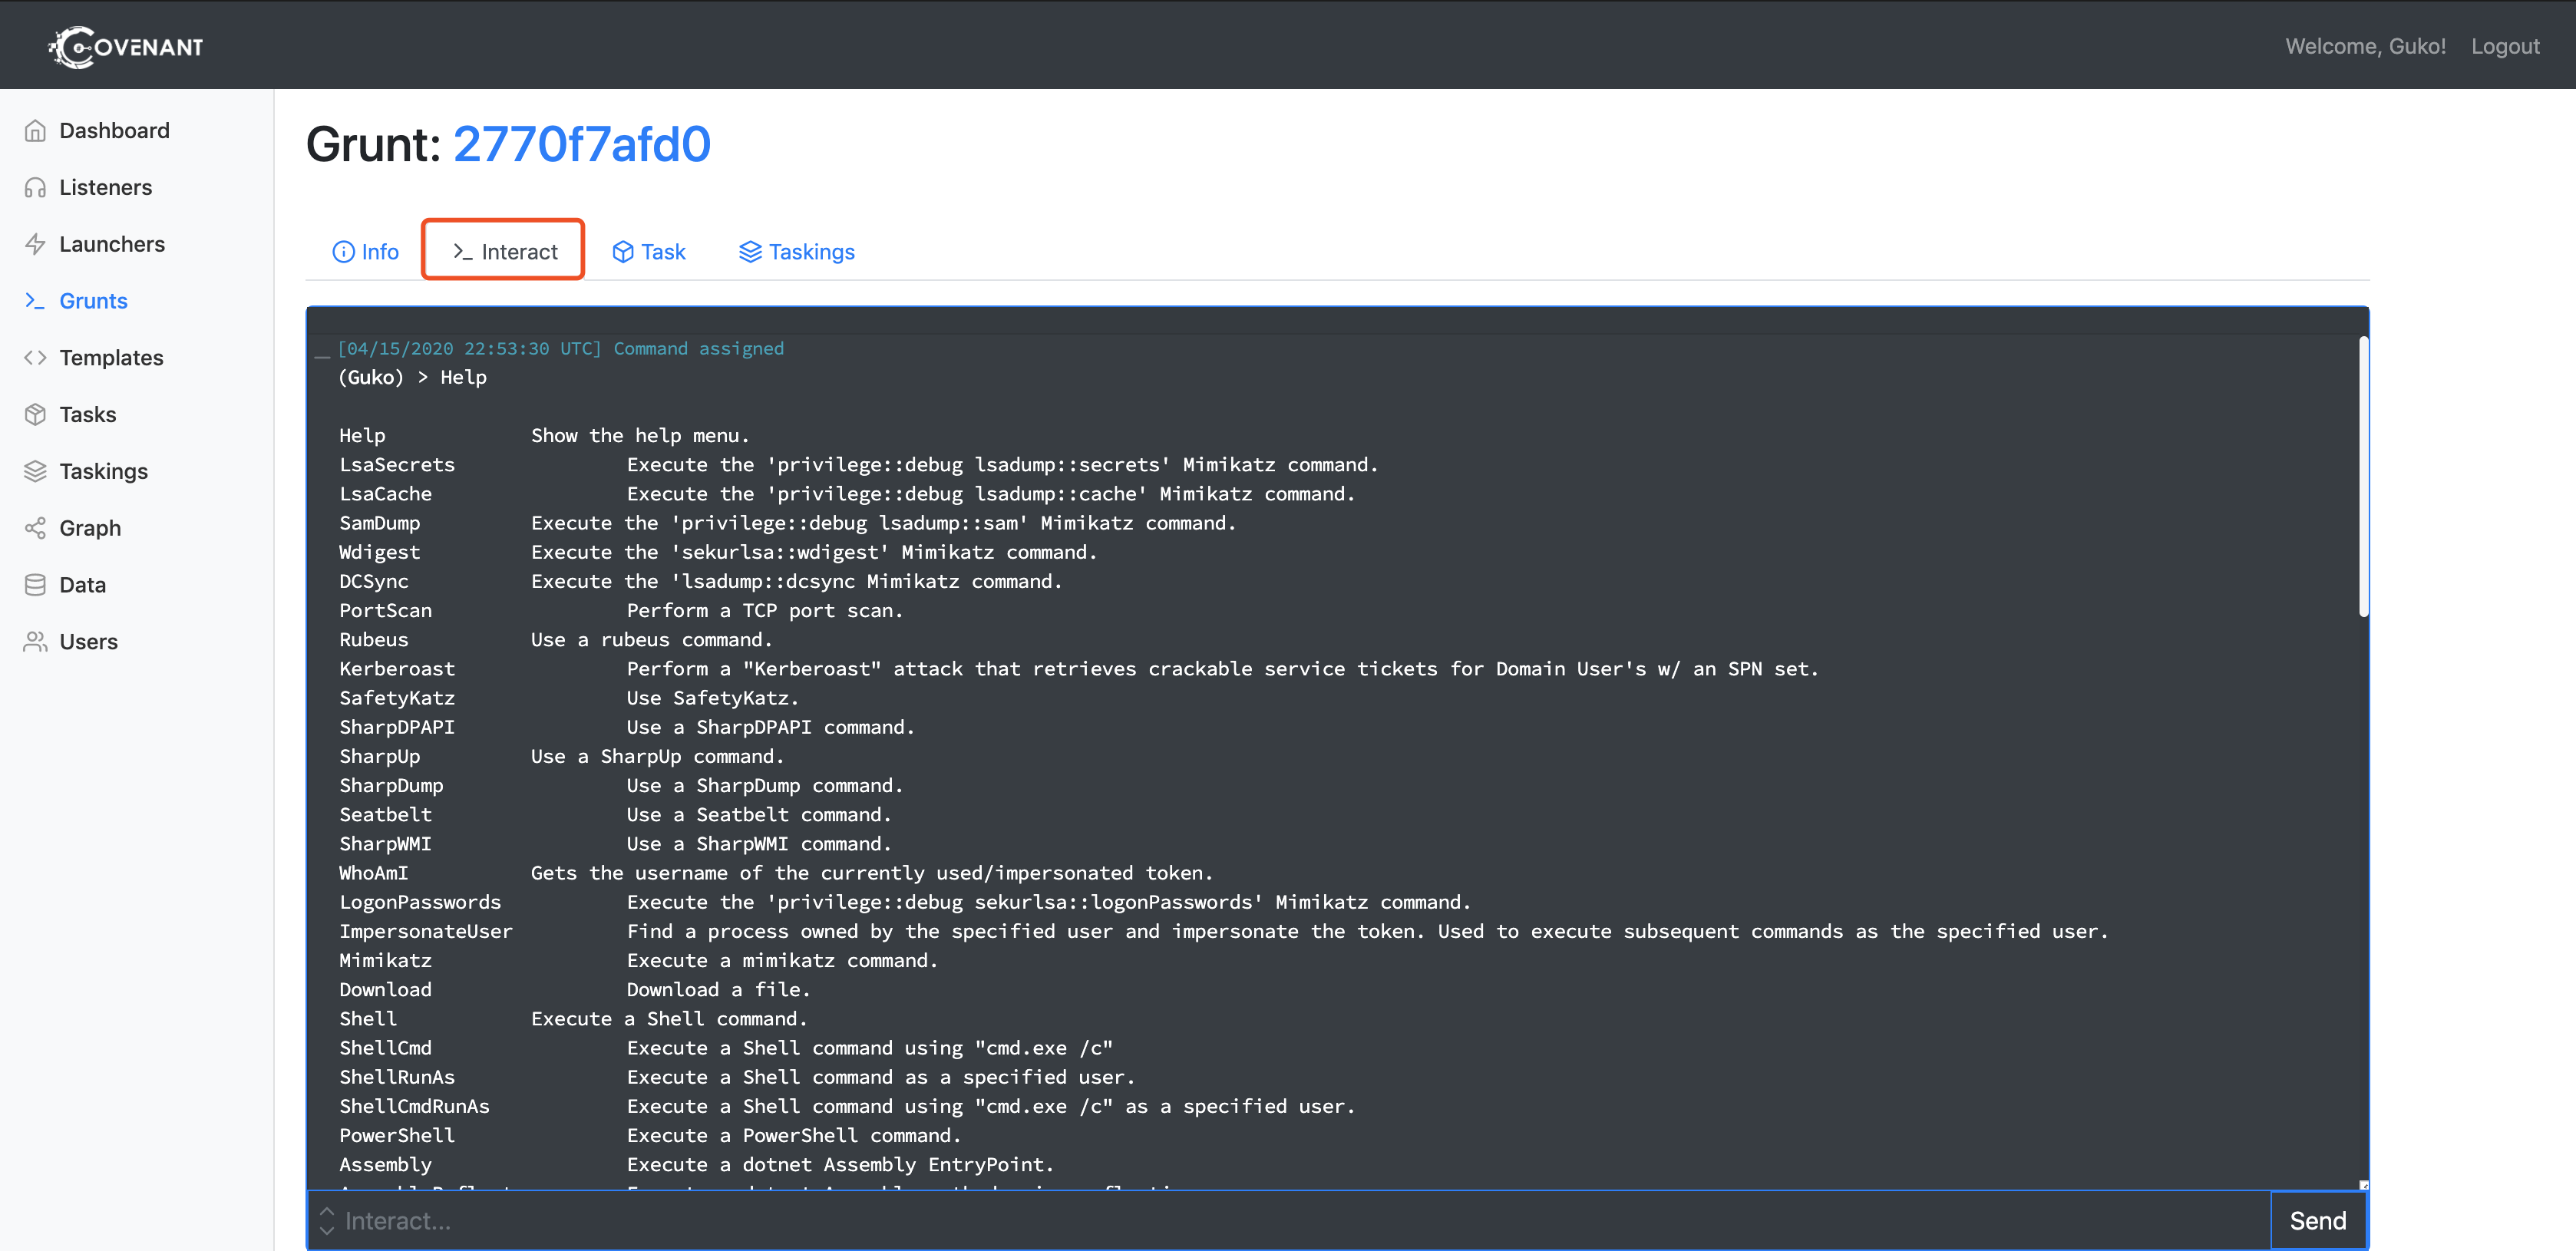 COVENANT
Welcome, Guko! Logout
Dashboard
Listeners
Launchers
Grunts
Templates
Tasks
Taskings
Graph
Data
Users
Grunt: 2770f7afd0
Info >_ Interact Task Taskings
[04/15/2020 22:53:30 UTC] Command assigned
(Guko) > Help
Help Show the help menu.
LsaSecrets Execute the 'privilege::debug lsadump::secrets' Mimikatz command.
LsaCache Execute the 'privilege::debug lsadump::cache' Mimikatz command.
SamDump Execute the 'privilege::debug lsadump::sam' Mimikatz command.
Wdigest Execute the 'sekurlsa::wdigest' Mimikatz command.
DCSync Execute the 'lsadump::dcsync Mimikatz command.
PortScan Perform a TCP port scan.
Rubeus Use a rubeus command.
Kerberoast Perform a "Kerberoast" attack that retrieves crackable service tickets for Domain User's w/ an SPN set.
SafetyKatz Use SafetyKatz.
SharpDPAPI Use a SharpDPAPI command.
SharpUp Use a SharpUp command.
SharpDump Use a SharpDump command.
Seatbelt Use a Seatbelt command.
SharpWMI Use a SharpWMI command.
WhoAmI Gets the username of the currently used/impersonated token.
LogonPasswords Execute the 'privilege::debug sekurlsa::logonPasswords' Mimikatz command.
ImpersonateUser Find a process owned by the specified user and impersonate the token. Used to execute subsequent commands as the specified user.
Mimikatz Execute a mimikatz command.
Download Download a file.
Shell Execute a Shell command.
ShellCmd Execute a Shell command using "cmd.exe /c"
ShellRunAs Execute a Shell command as a specified user.
ShellCmdRunAs Execute a Shell command using "cmd.exe /c" as a specified user.
PowerShell Execute a PowerShell command.
Assembly Execute a dotnet Assembly EntryPoint.
Interact...
Send